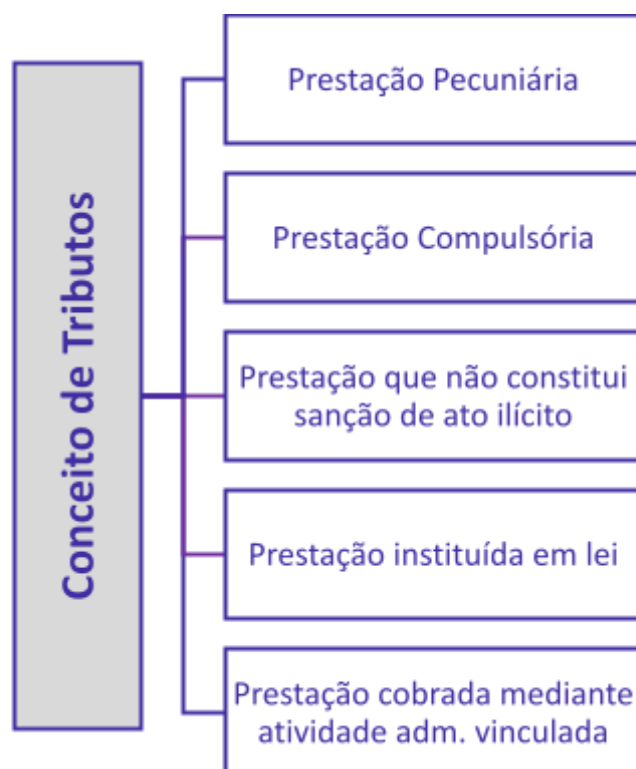 Conceito de Tributos
Prestação Pecuniária
Prestação Compulsória
Prestação que não constitui
sanção de ato ilícito
Prestação instituída em lei
Prestação cobrada mediante
atividade adm. vinculada